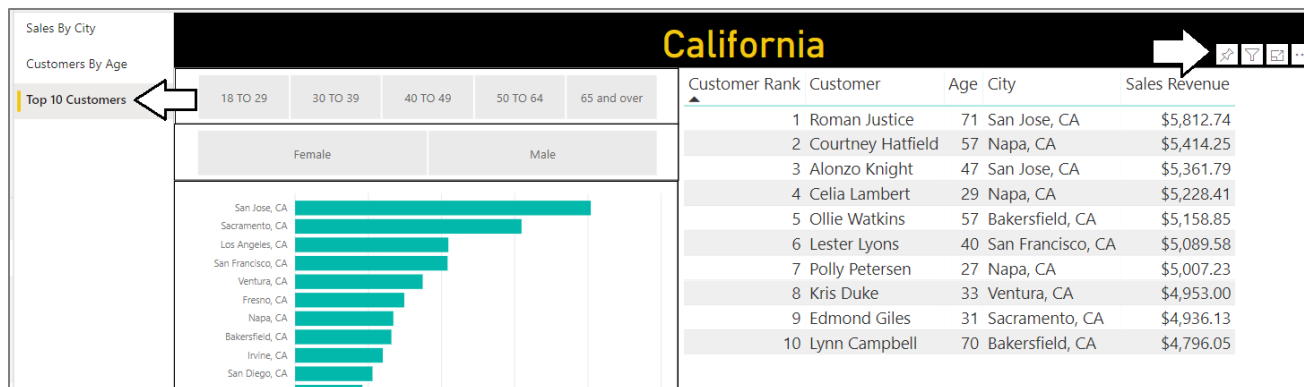 Sales By City
Customers By Age
Top 10 Customers
California
18 TO 29 30 TO 39 40 TO 49 50 TO 64 65 and over
Female Male
San Jose, CA
Sacramento, CA
Los Angeles, CA
San Francisco, CA
Ventura, CA
Fresno, CA
Napa, CA
Bakersfield, CA
Irvine, CA
San Diego, CA
Customer Rank Customer Age City Sales Revenue
1 Roman Justice 71 San Jose, CA $5,812.74
2 Courtney Hatfield 57 Napa, CA $5,414.25
3 Alonzo Knight 47 San Jose, CA $5,361.79
4 Celia Lambert 29 Napa, CA $5,228.41
5 Ollie Watkins 57 Bakersfield, CA $5,158.85
6 Lester Lyons 40 San Francisco, CA $5,089.58
7 Polly Petersen 27 Napa, CA $5,007.23
8 Kris Duke 33 Ventura, CA $4,953.00
9 Edmond Giles 31 Sacramento, CA $4,936.13
10 Lynn Campbell 70 Bakersfield, CA $4,796.05